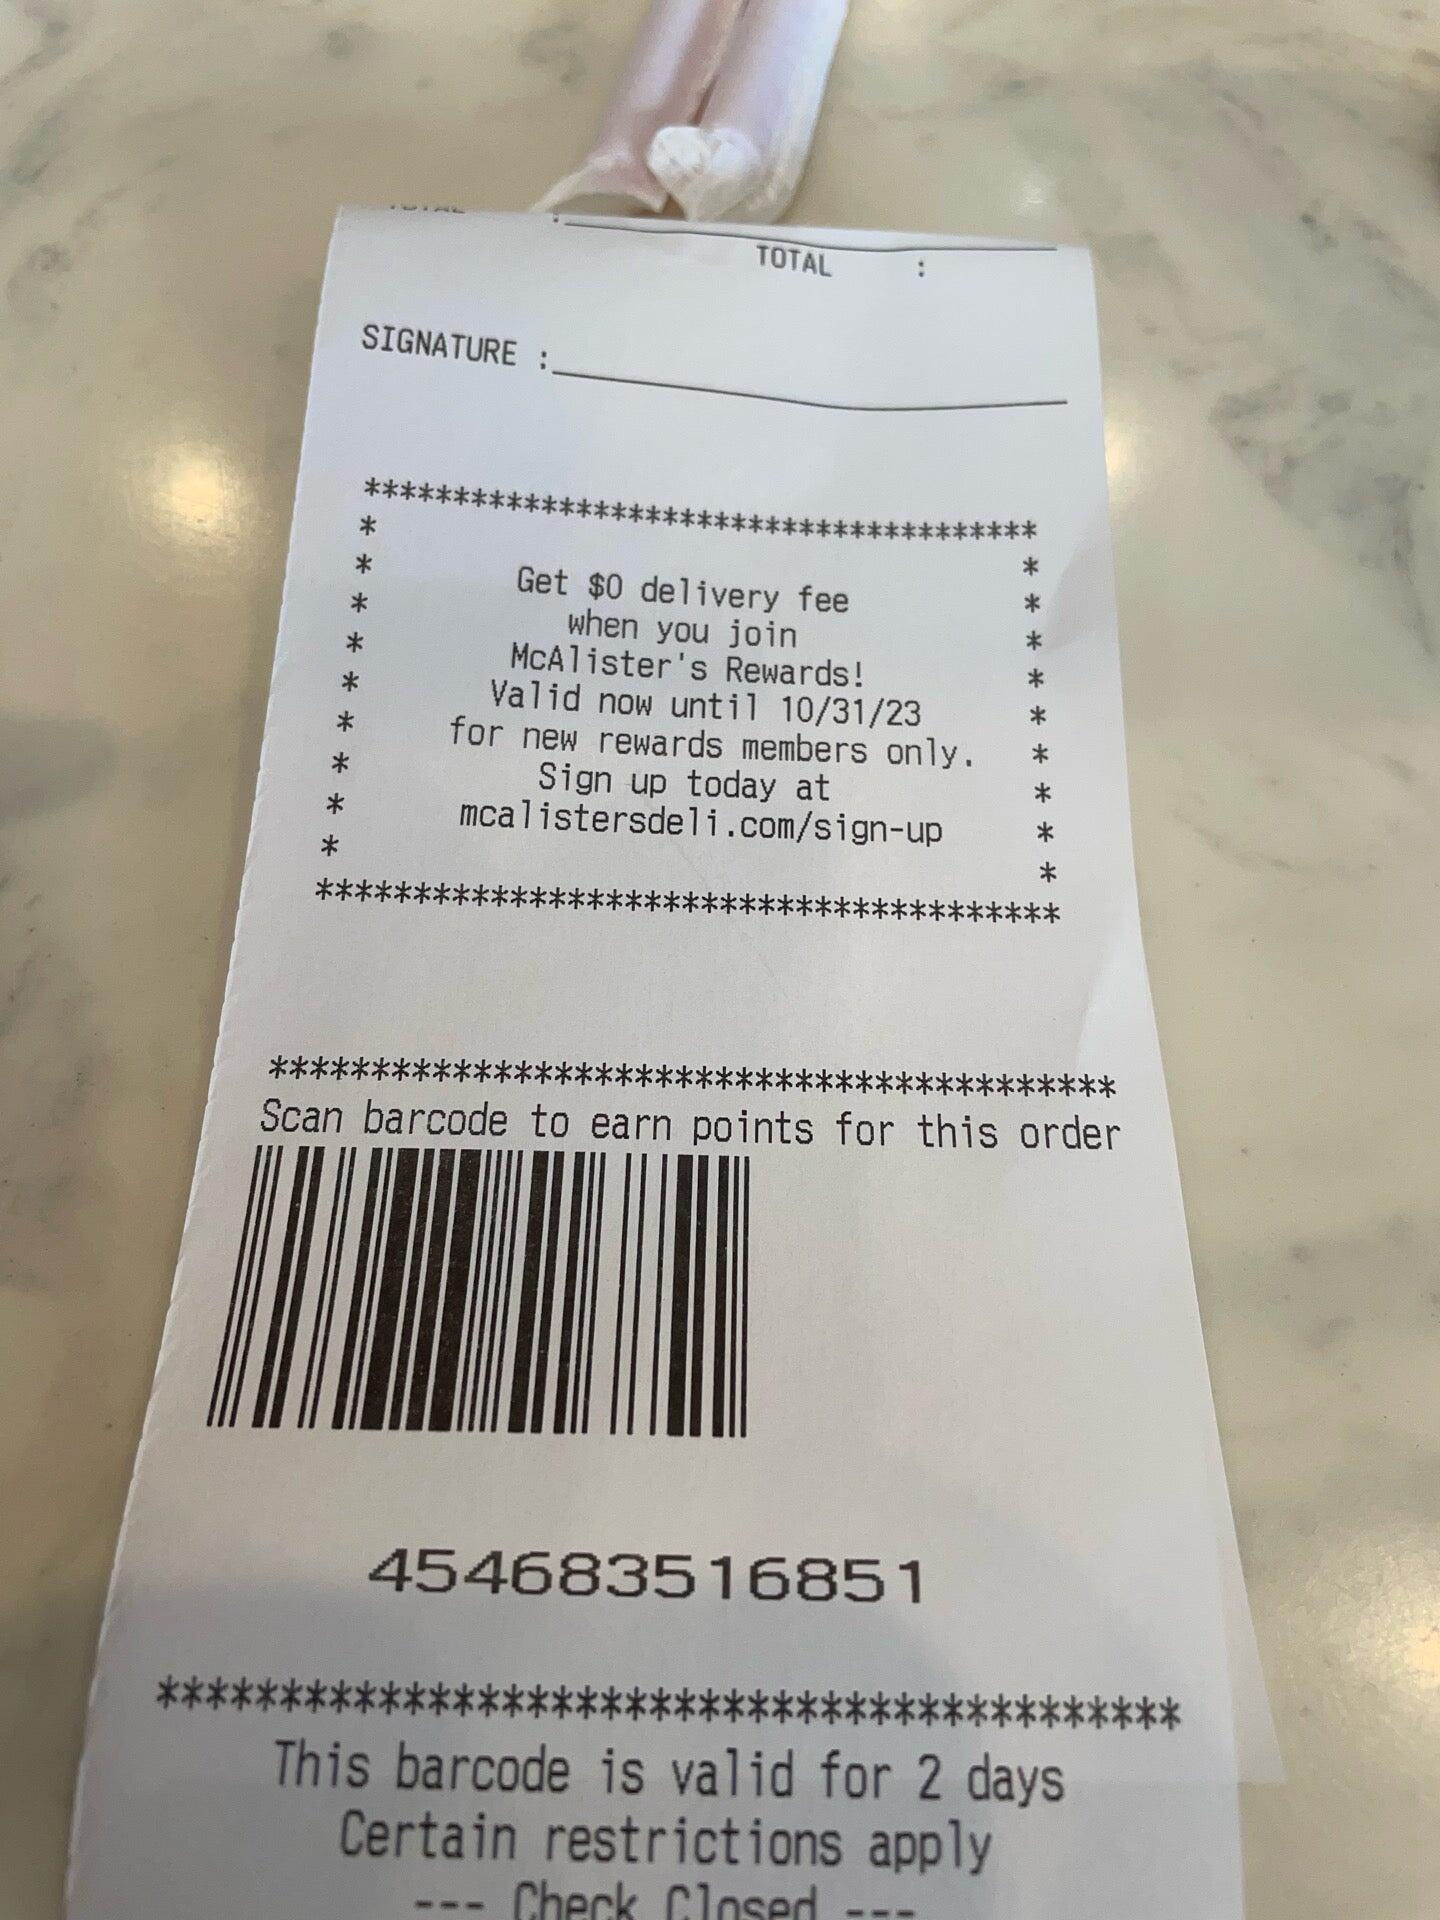 TOTAL :
TOTAL :
SIGNATURE :
****************************************
Get $0 delivery fee
when you join
McAlister's Rewards!
Valid now until 10/31/23
for new rewards members only.
Sign up today at
mcalistersdeli.com/sign-up
****************************************
******************************************
Scan barcode to earn points for this order
454683516851
******************************************
This barcode is valid for 2 days
Certain restrictions apply
--- Check Closed ---